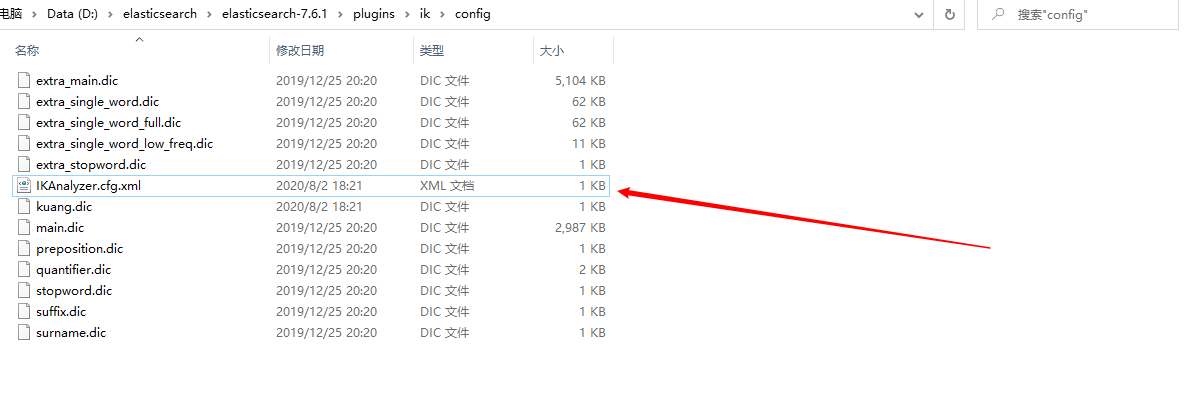 电脑 › Data (D:) › elasticsearch › elasticsearch-7.6.1 › plugins › ik › config 搜索"config"
名称 修改日期 类型 大小
extra_main.dic 2019/12/25 20:20 DIC 文件 5,104 KB
extra_single_word.dic 2019/12/25 20:20 DIC 文件 62 KB
extra_single_word_full.dic 2019/12/25 20:20 DIC 文件 62 KB
extra_single_word_low_freq.dic 2019/12/25 20:20 DIC 文件 11 KB
extra_stopword.dic 2019/12/25 20:20 DIC 文件 1 KB
IKAnalyzer.cfg.xml 2020/8/2 18:21 XML 文档 1 KB
kuang.dic 2020/8/2 18:21 DIC 文件 1 KB
main.dic 2019/12/25 20:20 DIC 文件 2,987 KB
preposition.dic 2019/12/25 20:20 DIC 文件 1 KB
quantifier.dic 2019/12/25 20:20 DIC 文件 2 KB
stopword.dic 2019/12/25 20:20 DIC 文件 1 KB
suffix.dic 2019/12/25 20:20 DIC 文件 1 KB
surname.dic 2019/12/25 20:20 DIC 文件 1 KB